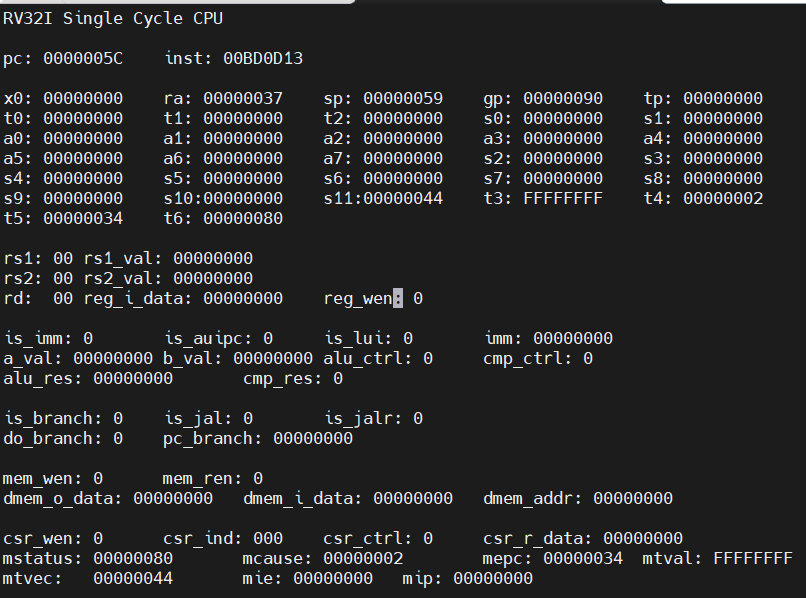 RV32I Single Cycle CPU
pc: 0000005C inst: 00BD0D13
x0: 00000000 ra: 00000037 sp: 00000059 gp: 00000090 tp: 00000000
t0: 00000000 t1: 00000000 t2: 00000000 s0: 00000000 s1: 00000000
a0: 00000000 a1: 00000000 a2: 00000000 a3: 00000000 a4: 00000000
a5: 00000000 a6: 00000000 a7: 00000000 s2: 00000000 s3: 00000000
s4: 00000000 s5: 00000000 s6: 00000000 s7: 00000000 s8: 00000000
s9: 00000000 s10:00000000 s11:00000044 t3: FFFFFFFF t4: 00000002
t5: 00000034 t6: 00000080
rs1: 00 rs1_val: 00000000
rs2: 00 rs2_val: 00000000
rd: 00 reg_i_data: 00000000 reg_wen: 0
is_imm: 0 is_auipc: 0 is_lui: 0 imm: 00000000
a_val: 00000000 b_val: 00000000 alu_ctrl: 0 cmp_ctrl: 0
alu_res: 00000000 cmp_res: 0
is_branch: 0 is_jal: 0 is_jalr: 0
do_branch: 0 pc_branch: 00000000
mem_wen: 0 mem_ren: 0
dmem_o_data: 00000000 dmem_i_data: 00000000 dmem_addr: 00000000
csr_wen: 0 csr_ind: 000 csr_ctrl: 0 csr_r_data: 00000000
mstatus: 00000080 mcause: 00000002 mepc: 00000034 mtval: FFFFFFFF
mtvec: 00000044 mie: 00000000 mip: 00000000